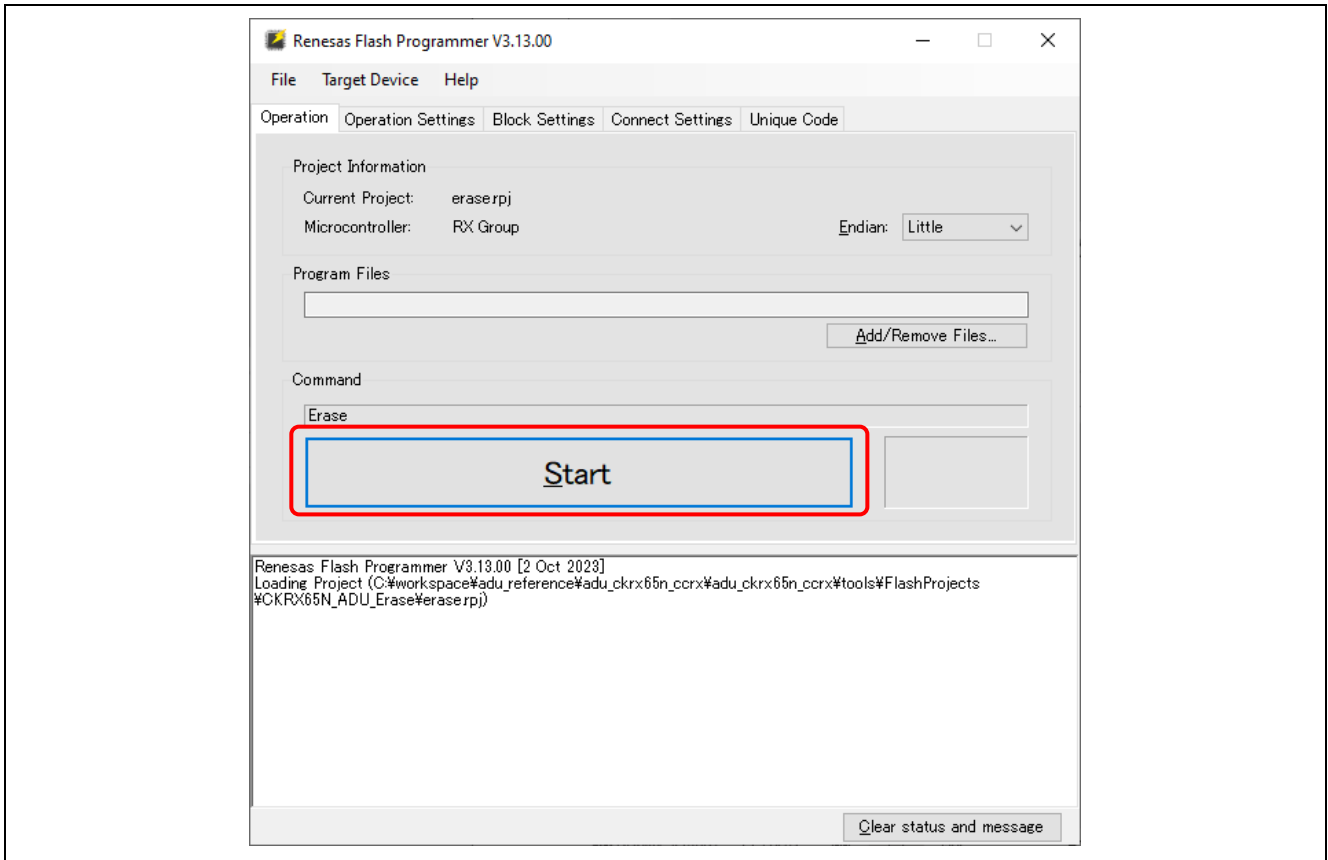 Renesas Flash Programmer V3.13.00
File Target Device Help
Operation Operation Settings Block Settings Connect Settings Unique Code
Project Information
Current Project: erase.rpj
Microcontroller: RX Group Endian: Little
Program Files
Add/Remove Files...
Command
Erase
Start
Renesas Flash Programmer V3.13.00 [2 Oct 2023]
Loading Project (C:¥workspace¥adu_reference¥adu_ckrx65n_ccrx¥adu_ckrx65n_ccrx¥tools¥FlashProjects
¥CKRX65N_ADU_Erase¥erase.rpj)
Clear status and message